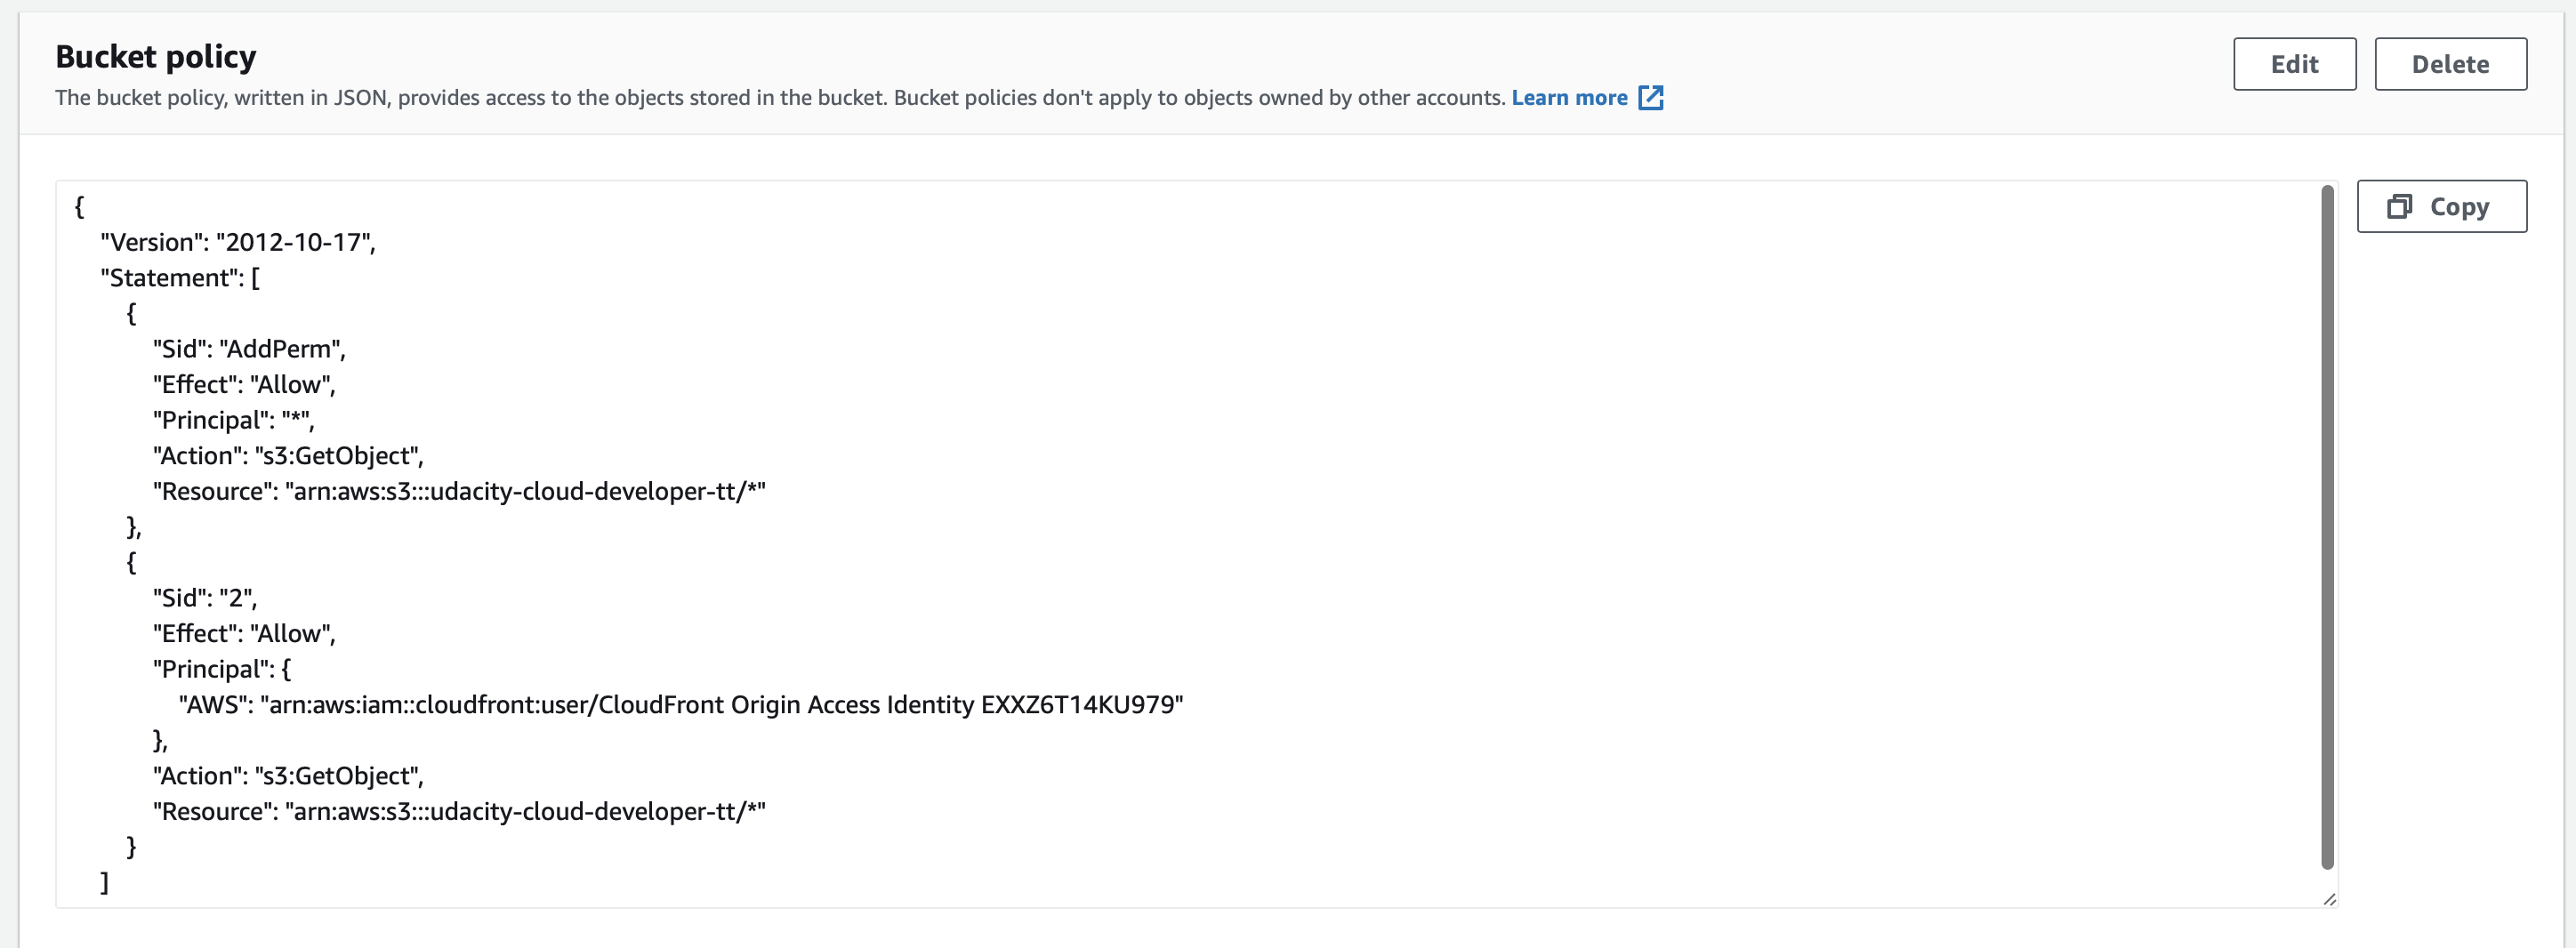 Bucket policy
Edit
Delete
The bucket policy, written in JSON, provides access to the objects stored in the bucket. Bucket policies don't apply to objects owned by other accounts. Learn more
Copy
{
"Version": "2012-10-17",
"Statement": [
{
"Sid": "AddPerm",
"Effect": "Allow",
"Principal": "*",
"Action": "s3:GetObject",
"Resource": "arn:aws:s3:::udacity-cloud-developer-tt/*"
},
{
"Sid": "2",
"Effect": "Allow",
"Principal": {
"AWS": "arn:aws:iam::cloudfront:user/CloudFront Origin Access Identity EXXZ6T14KU979"
},
"Action": "s3:GetObject",
"Resource": "arn:aws:s3:::udacity-cloud-developer-tt/*"
}
]